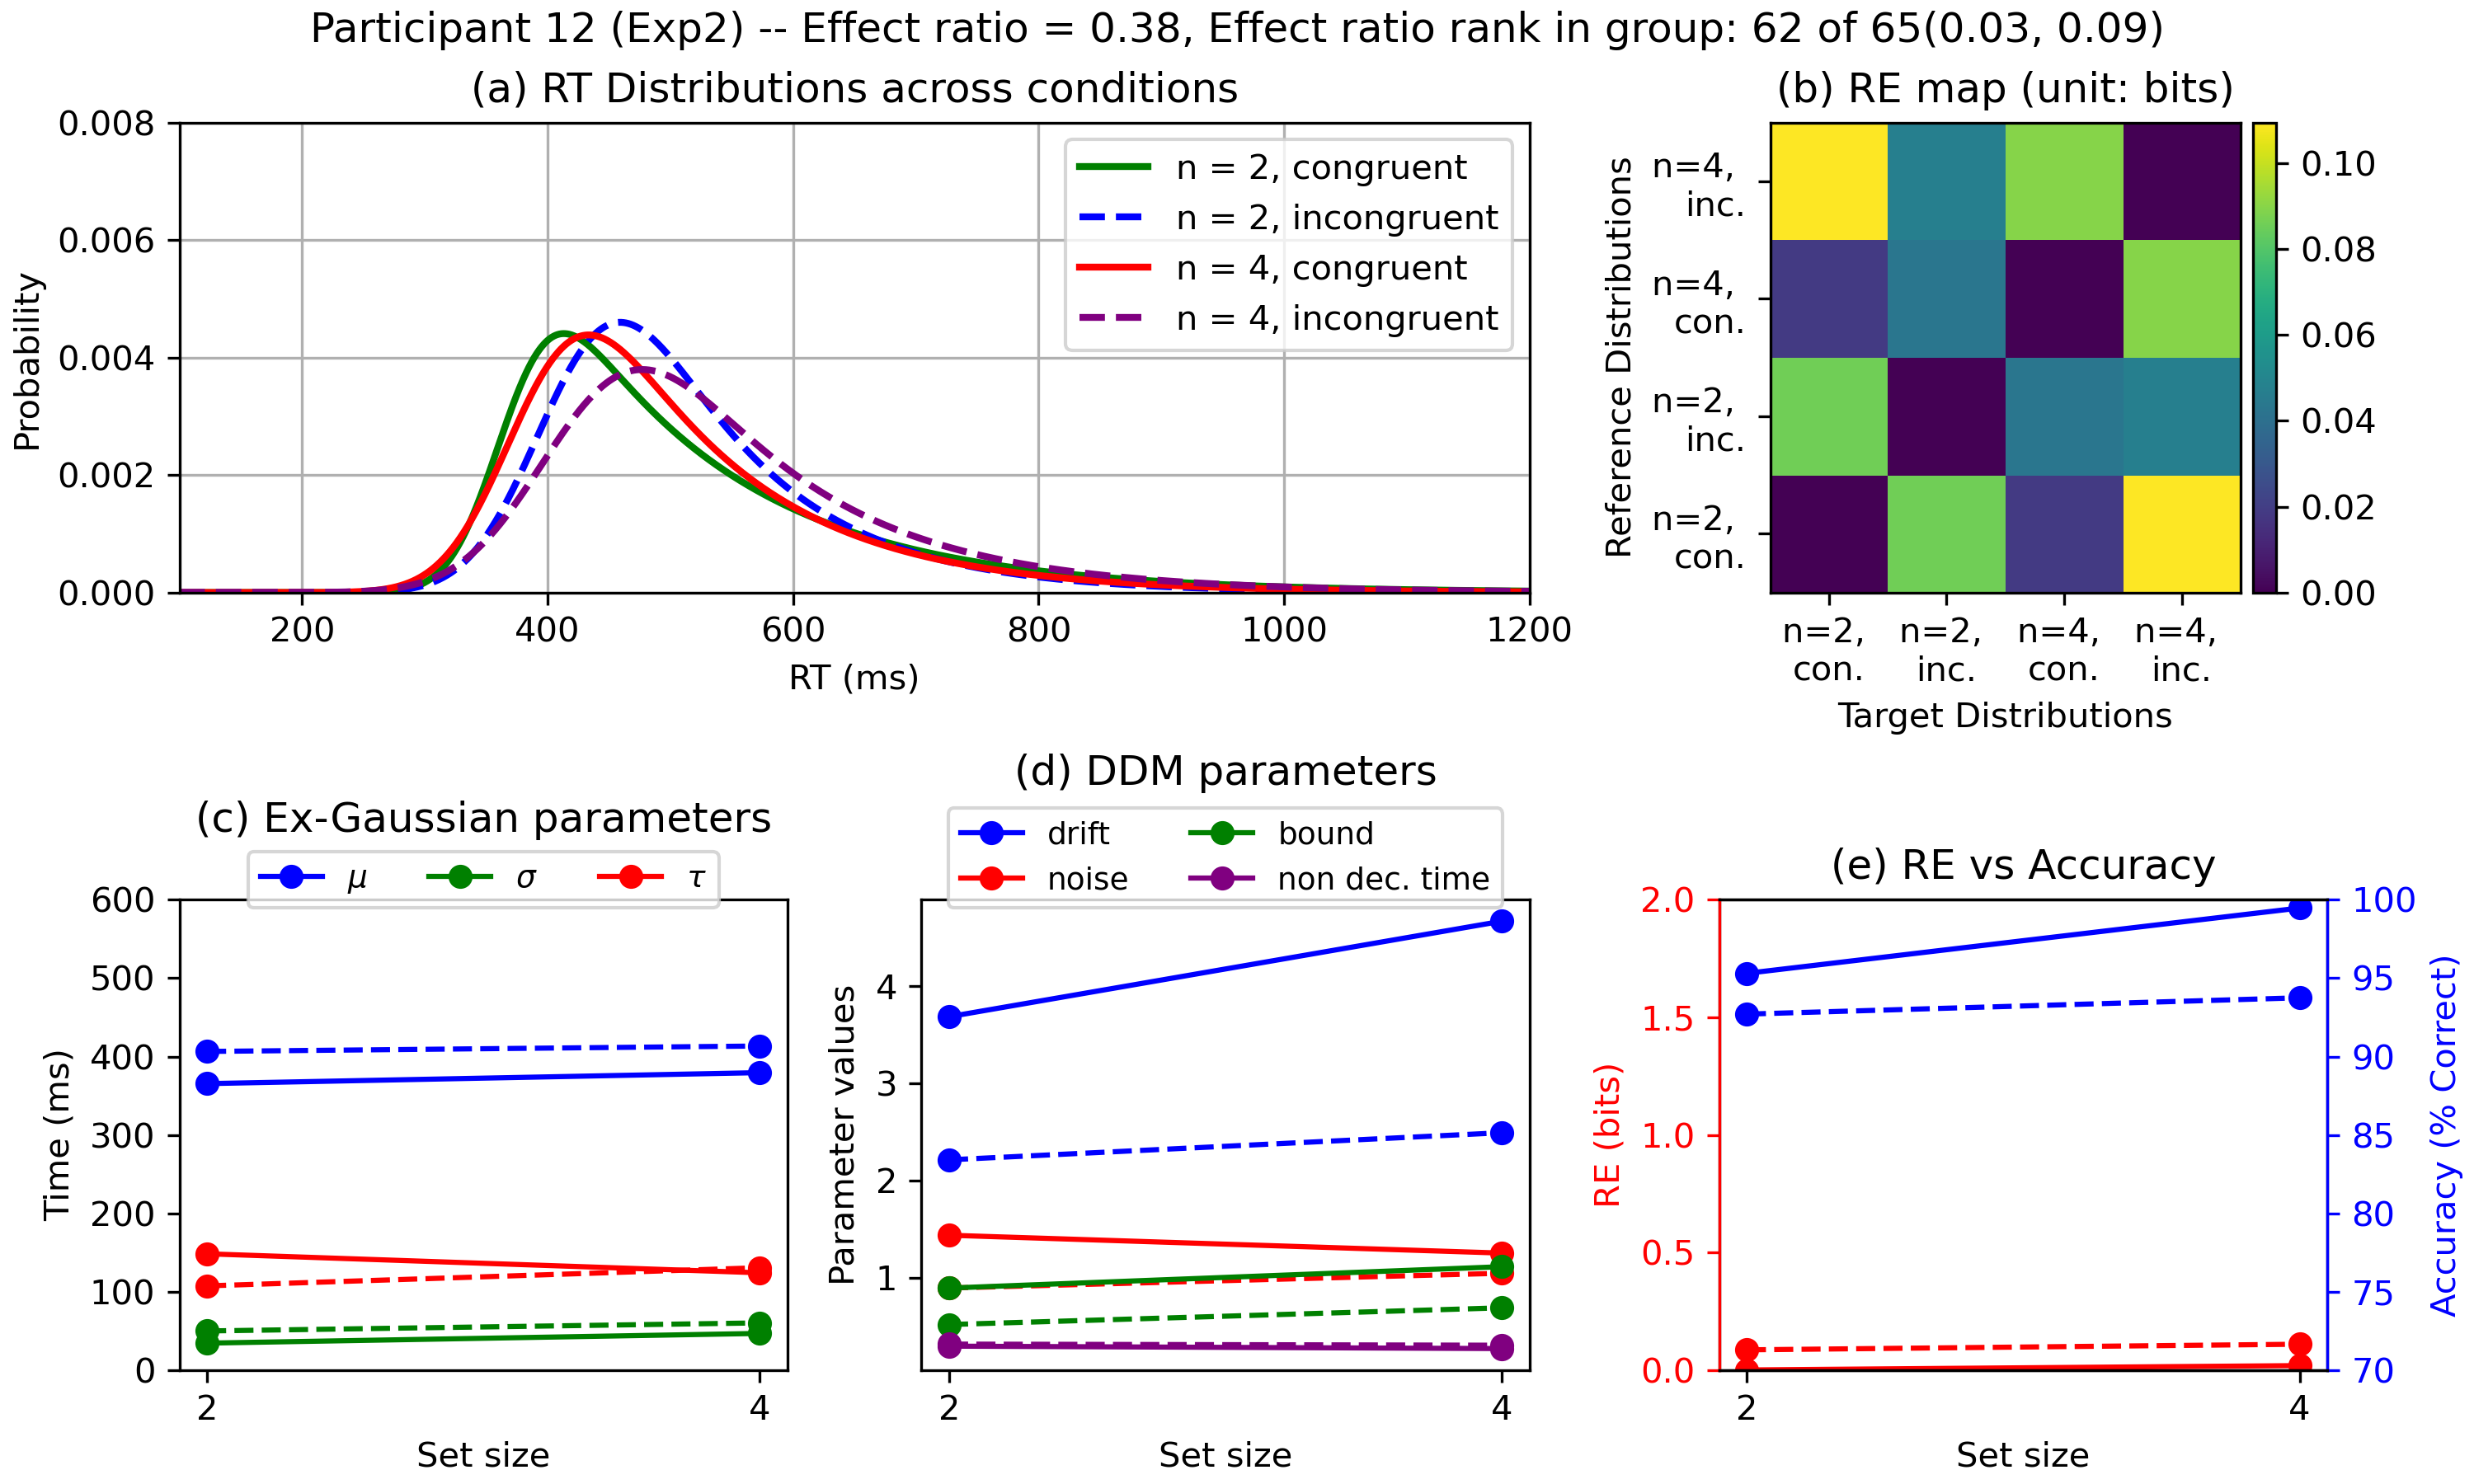 Participant 12 (Exp2) -- Effect ratio = 0.38, Effect ratio rank in group: 62 of 65(0.03, 0.09)
(a) RT Distributions across conditions
Probability
0.008
0.006
0.004
0.002
0.000
n = 2, congruent
n = 2, incongruent
n = 4, congruent
n = 4, incongruent
200 400 600 800 1000 1200
RT (ms)
(b) RE map (unit: bits)
Reference Distributions
n=4,
inc.
n=4,
con.
n=2,
inc.
n=2,
con.
0.10
0.08
0.06
0.04
0.02
0.00
n=2, n=2, n=4, n=4,
con. inc. con. inc.
Target Distributions
(c) Ex-Gaussian parameters
μ σ τ
Time (ms)
600
500
400
300
200
100
0
2 4
Set size
(d) DDM parameters
drift bound
noise non dec. time
Parameter values
4
3
2
1
2 4
Set size
(e) RE vs Accuracy
RE (bits)
2.0
1.5
1.0
0.5
0.0
100
95
90
85
80
75
70
Accuracy (% Correct)
2 4
Set size